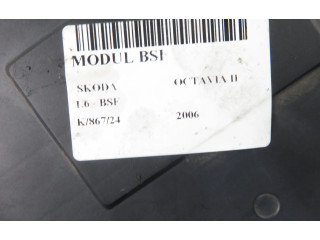 MODUL BSI
SKODA OCTAVIA II
1.6 - BSE
K/867/24 2006